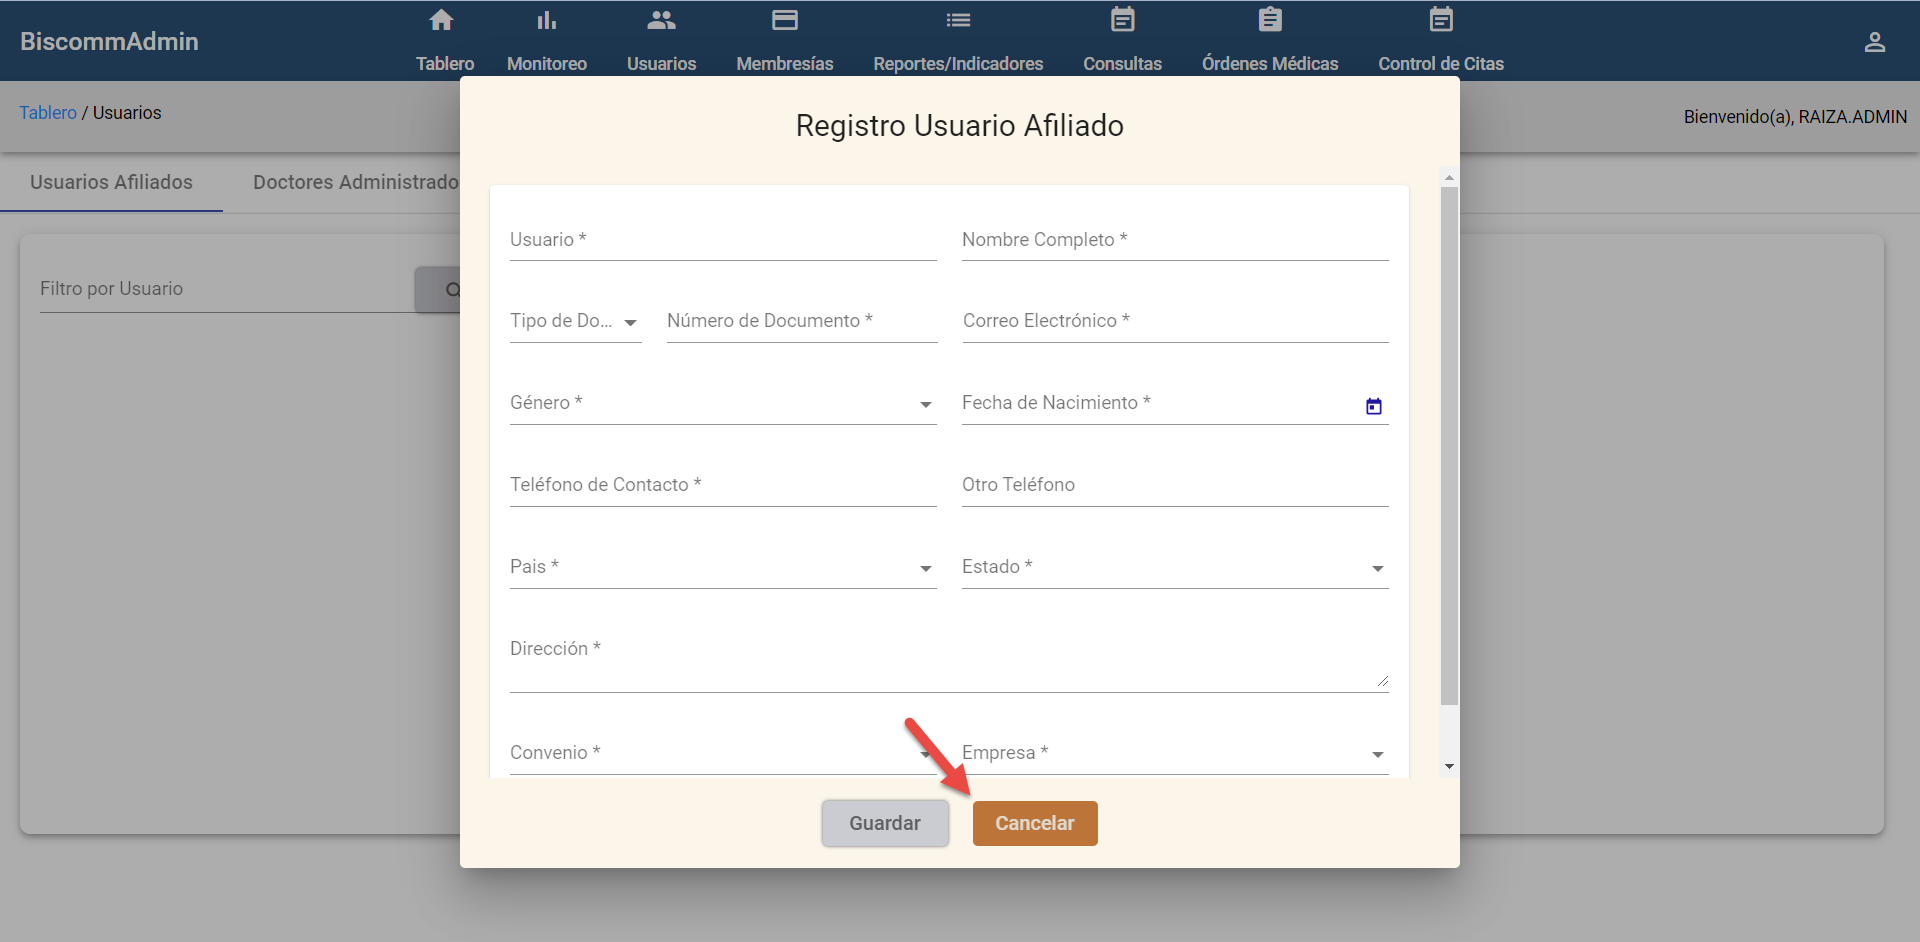 BiscommAdmin
Tablero
Monitoreo
Usuarios
Membresías
Reportes/Indicadores
Consultas
Órdenes Médicas
Control de Citas
Tablero / Usuarios
Bienvenido(a), RAIZA.ADMIN
Usuarios Afiliados
Doctores Administrado
Filtro por Usuario
Registro Usuario Afiliado
Usuario *
Nombre Completo *
Tipo de Do...
Número de Documento *
Correo Electrónico *
Género *
Fecha de Nacimiento *
Teléfono de Contacto *
Otro Teléfono
Pais *
Estado *
Dirección *
Convenio *
Empresa *
Guardar
Cancelar